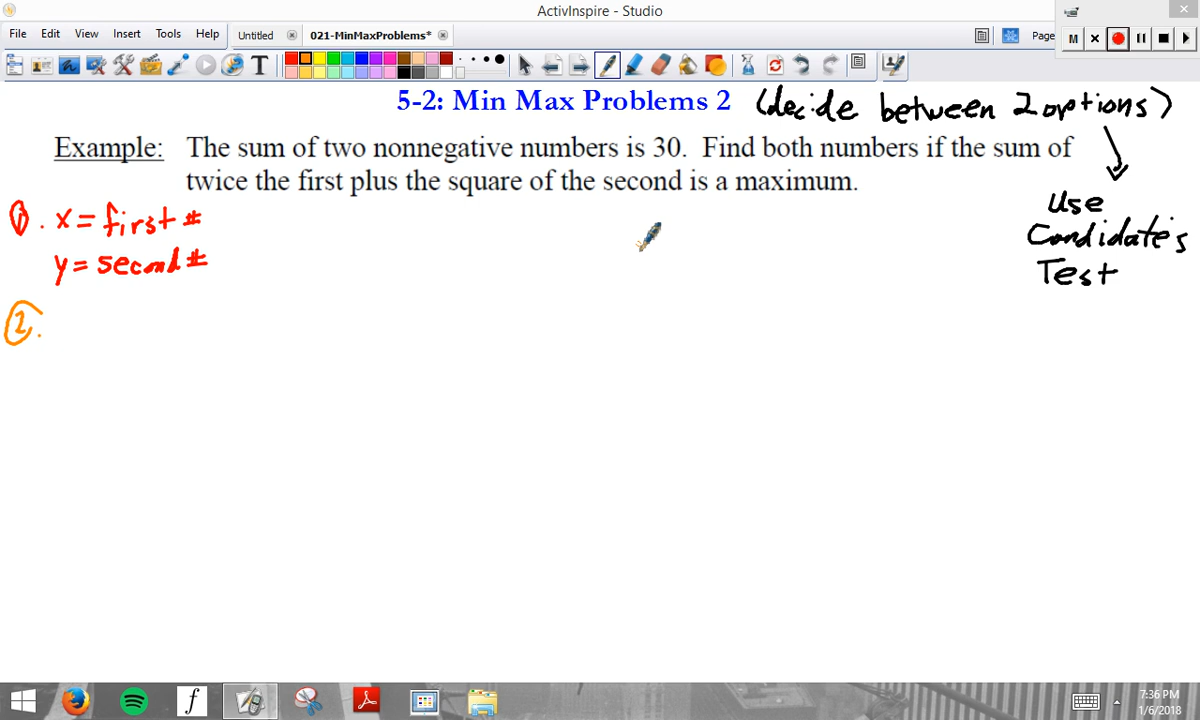 ActivInspire - Studio
File Edit View Insert Tools Help Untitled 021-MinMaxProblems* Page
M
T
5-2: Min Max Problems 2 (decide between 2 options)
Example: The sum of two nonnegative numbers is 30. Find both numbers if the sum of
twice the first plus the square of the second is a maximum.
Use
Candidate's
Test
1. x = first #
y = second #
2.
f
7:36 PM
1/6/2018